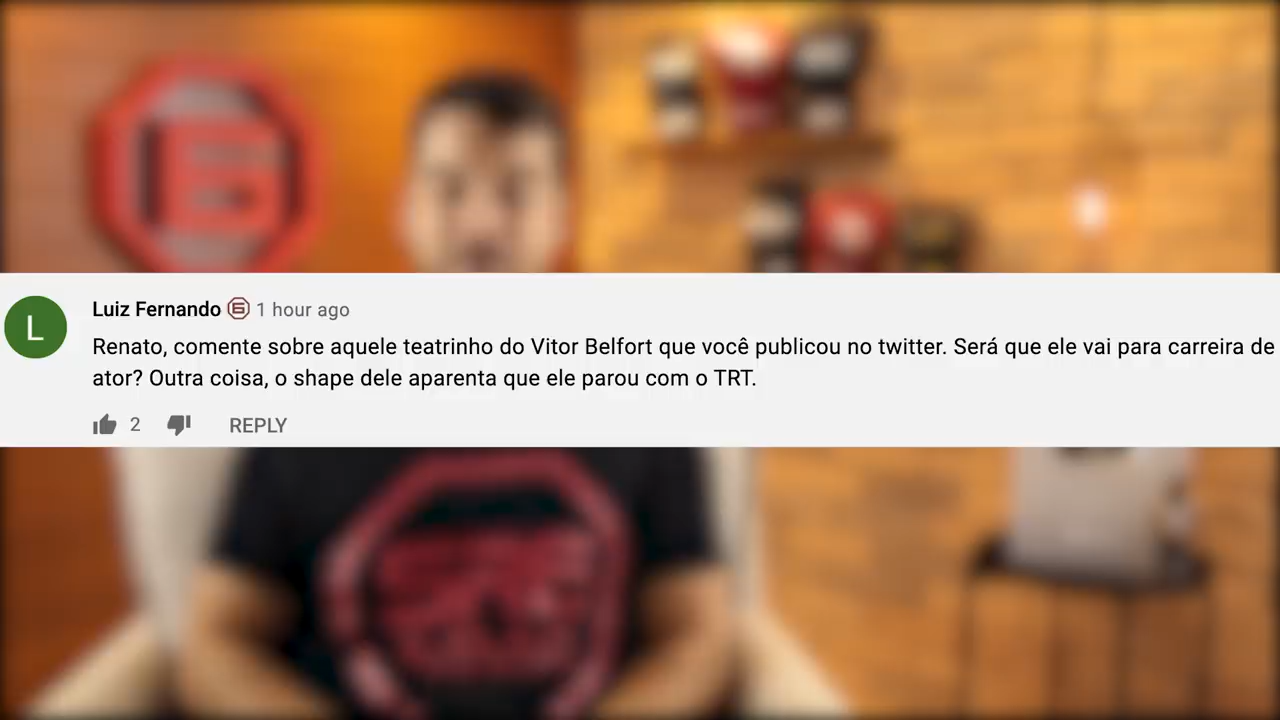 L
Luiz Fernando 6 1 hour ago
Renato, comente sobre aquele teatrinho do Vitor Belfort que você publicou no twitter. Será que ele vai para carreira de
ator? Outra coisa, o shape dele aparenta que ele parou com o TRT.
2 REPLY